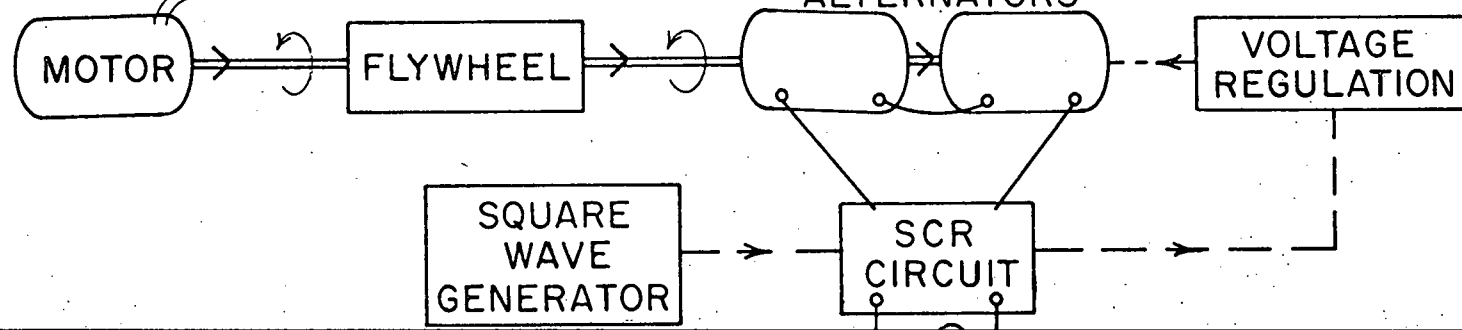 ALTERNATORS
MOTOR
FLYWHEEL
VOLTAGE
REGULATION
SQUARE
WAVE
GENERATOR
SCR
CIRCUIT